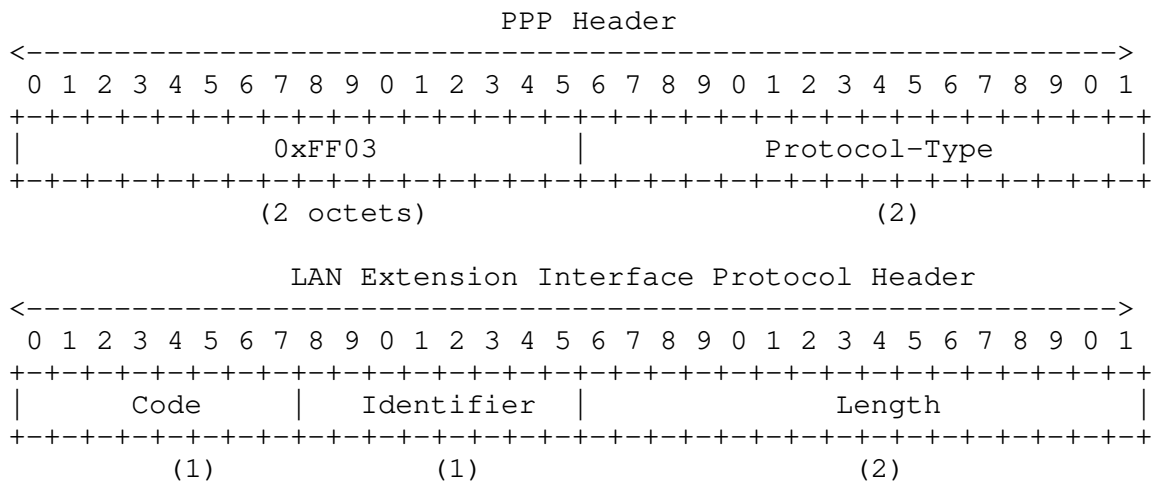 PPP Header
<-------------------------------------------------------------->
0 1 2 3 4 5 6 7 8 9 0 1 2 3 4 5 6 7 8 9 0 1 2 3 4 5 6 7 8 9 0 1
+-+-+-+-+-+-+-+-+-+-+-+-+-+-+-+-+-+-+-+-+-+-+-+-+-+-+-+-+-+-+-+-+
| 0xFF03 | Protocol-Type |
+-+-+-+-+-+-+-+-+-+-+-+-+-+-+-+-+-+-+-+-+-+-+-+-+-+-+-+-+-+-+-+-+
(2 octets) (2)
LAN Extension Interface Protocol Header
<-------------------------------------------------------------->
0 1 2 3 4 5 6 7 8 9 0 1 2 3 4 5 6 7 8 9 0 1 2 3 4 5 6 7 8 9 0 1
+-+-+-+-+-+-+-+-+-+-+-+-+-+-+-+-+-+-+-+-+-+-+-+-+-+-+-+-+-+-+-+-+
| Code | Identifier | Length |
+-+-+-+-+-+-+-+-+-+-+-+-+-+-+-+-+-+-+-+-+-+-+-+-+-+-+-+-+-+-+-+-+
(1) (1) (2)